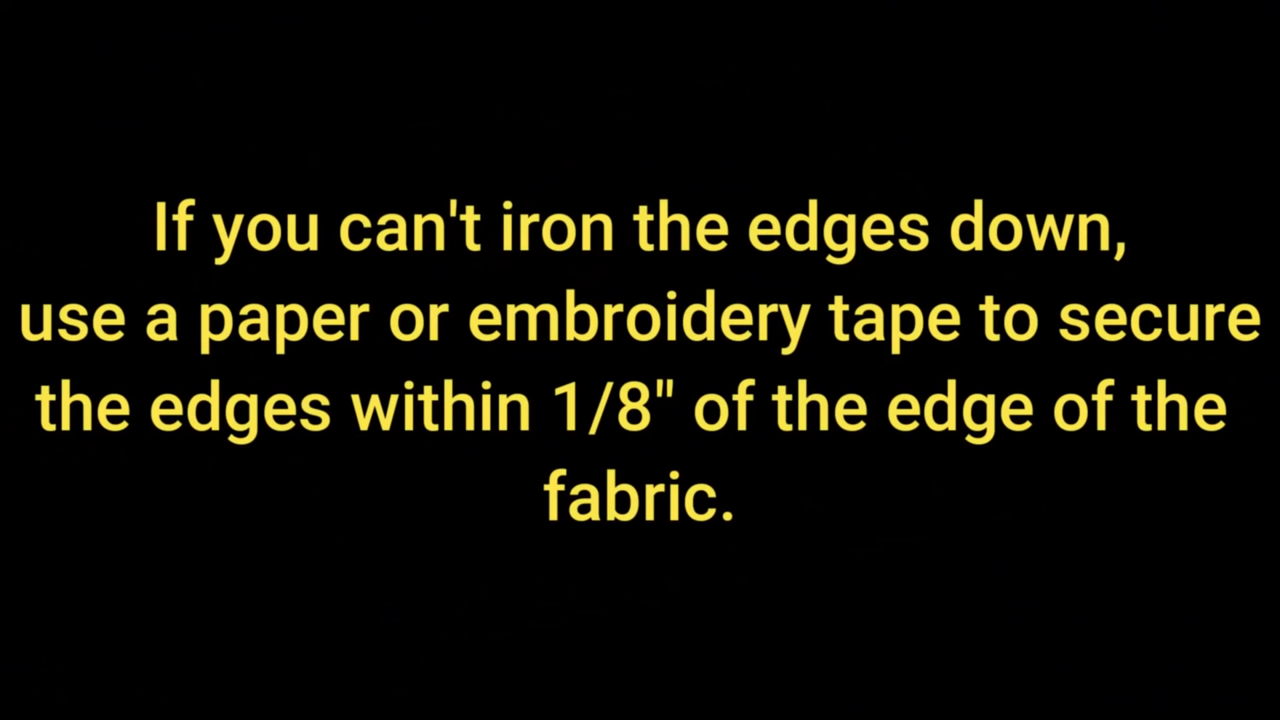 If you can't iron the edges down,
use a paper or embroidery tape to secure
the edges within 1/8" of the edge of the
fabric.